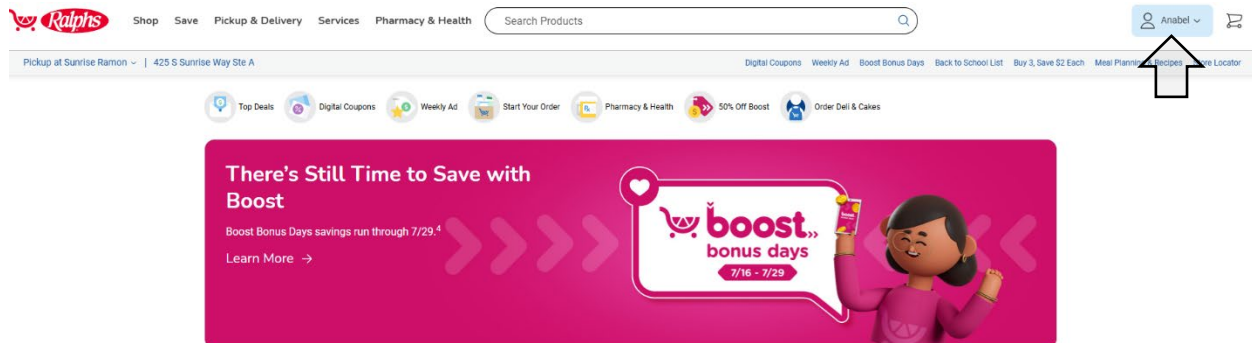 Ralphs
Shop Save Pickup & Delivery Services Pharmacy & Health Search Products Anabel
Pickup at Sunrise Ramon | 425 S Sunrise Way Ste A Digital Coupons Weekly Ad Boost Bonus Days Back to School List Buy 3, Save $2 Each Meal Planning & Recipes Locator
Top Deals Digital Coupons Weekly Ad Start Your Order Pharmacy & Health 50% Off Boost Order Deli & Cakes
There's Still Time to Save with
Boost
Boost Bonus Days savings run through 7/29.4
Learn More →
boost
bonus days
7/16 - 7/29